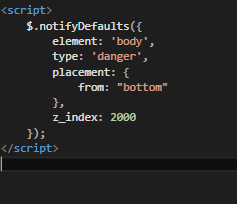 <script>
    $.notifyDefaults({
        element: 'body',
        type: 'danger',
        placement: {
            from: "bottom"
        },
        z_index: 2000
    });
</script>